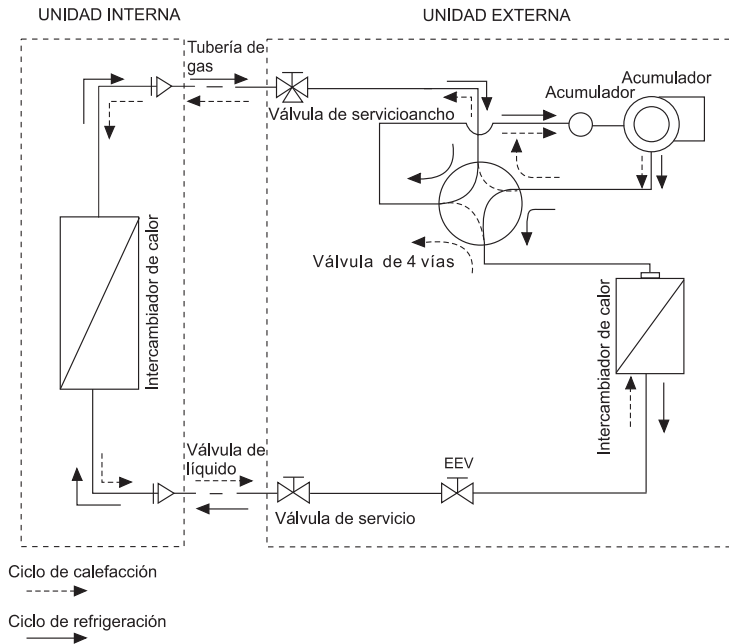 UNIDAD INTERNA
UNIDAD EXTERNA
Tubería de
gas
Válvula de servicioancho
Acumulador
Acumulador
Intercambiador de calor
Válvula de 4 vías
Intercambiador de calor
Válvula de
líquido
EEV
Válvula de servicio
Ciclo de calefacción
Ciclo de refrigeración